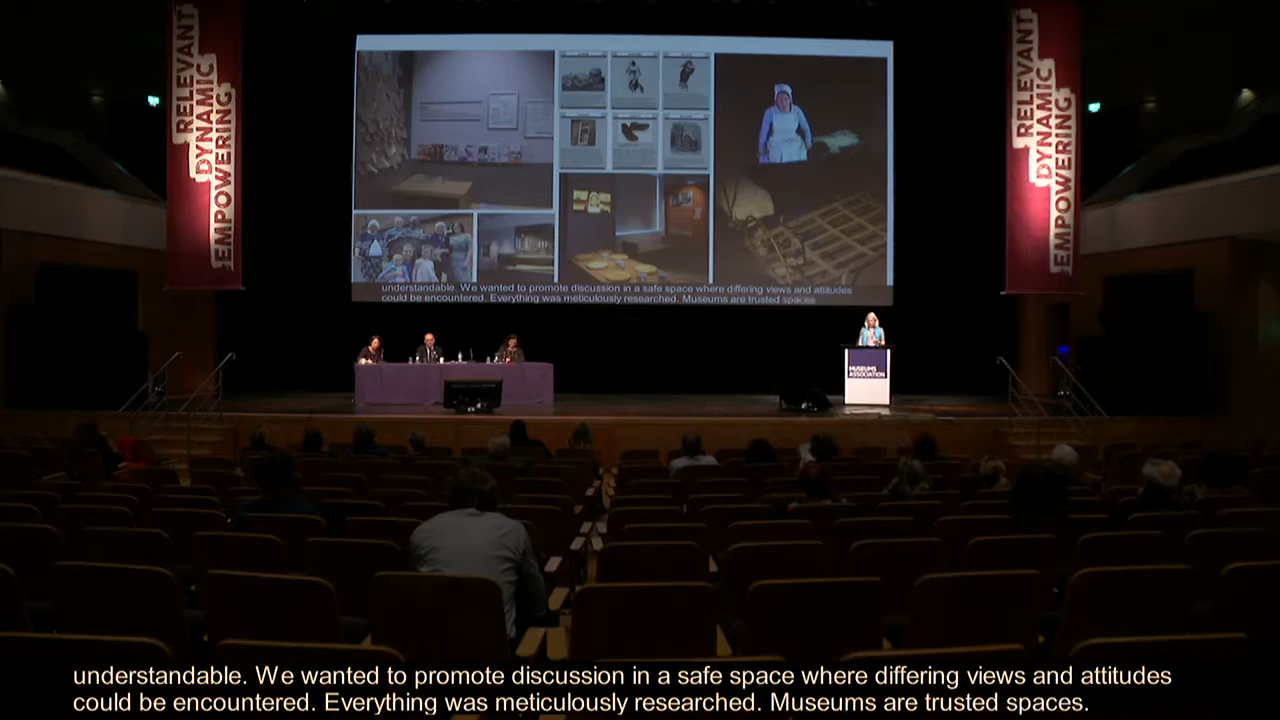 RELEVANT
DYNAMIC
EMPOWERING
RELEVANT
DYNAMIC
EMPOWERING
understandable. We wanted to promote discussion in a safe space where differing views and attitudes
could be encountered. Everything was meticulously researched. Museums are trusted spaces
MUSEUMS
ASSOCIATION
understandable. We wanted to promote discussion in a safe space where differing views and attitudes
could be encountered. Everything was meticulously researched. Museums are trusted spaces.